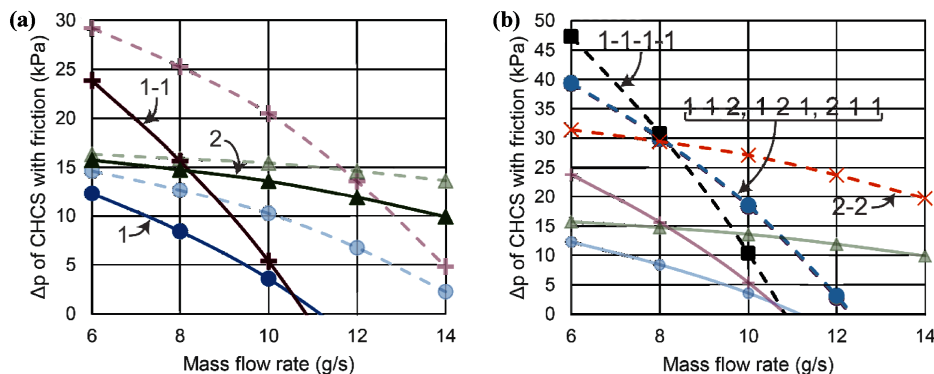 (a)
Δp of CHCS with friction (kPa)
30
25
20
15
10
5
0
1-1
2
1
6 8 10 12 14
Mass flow rate (g/s)
(b)
Δp of CHCS with friction (kPa)
50
45
40
35
30
25
20
15
10
5
0
1-1-1-1
1 1 2, 1 2 1, 2 1 1
2-2
6 8 10 12 14
Mass flow rate (g/s)